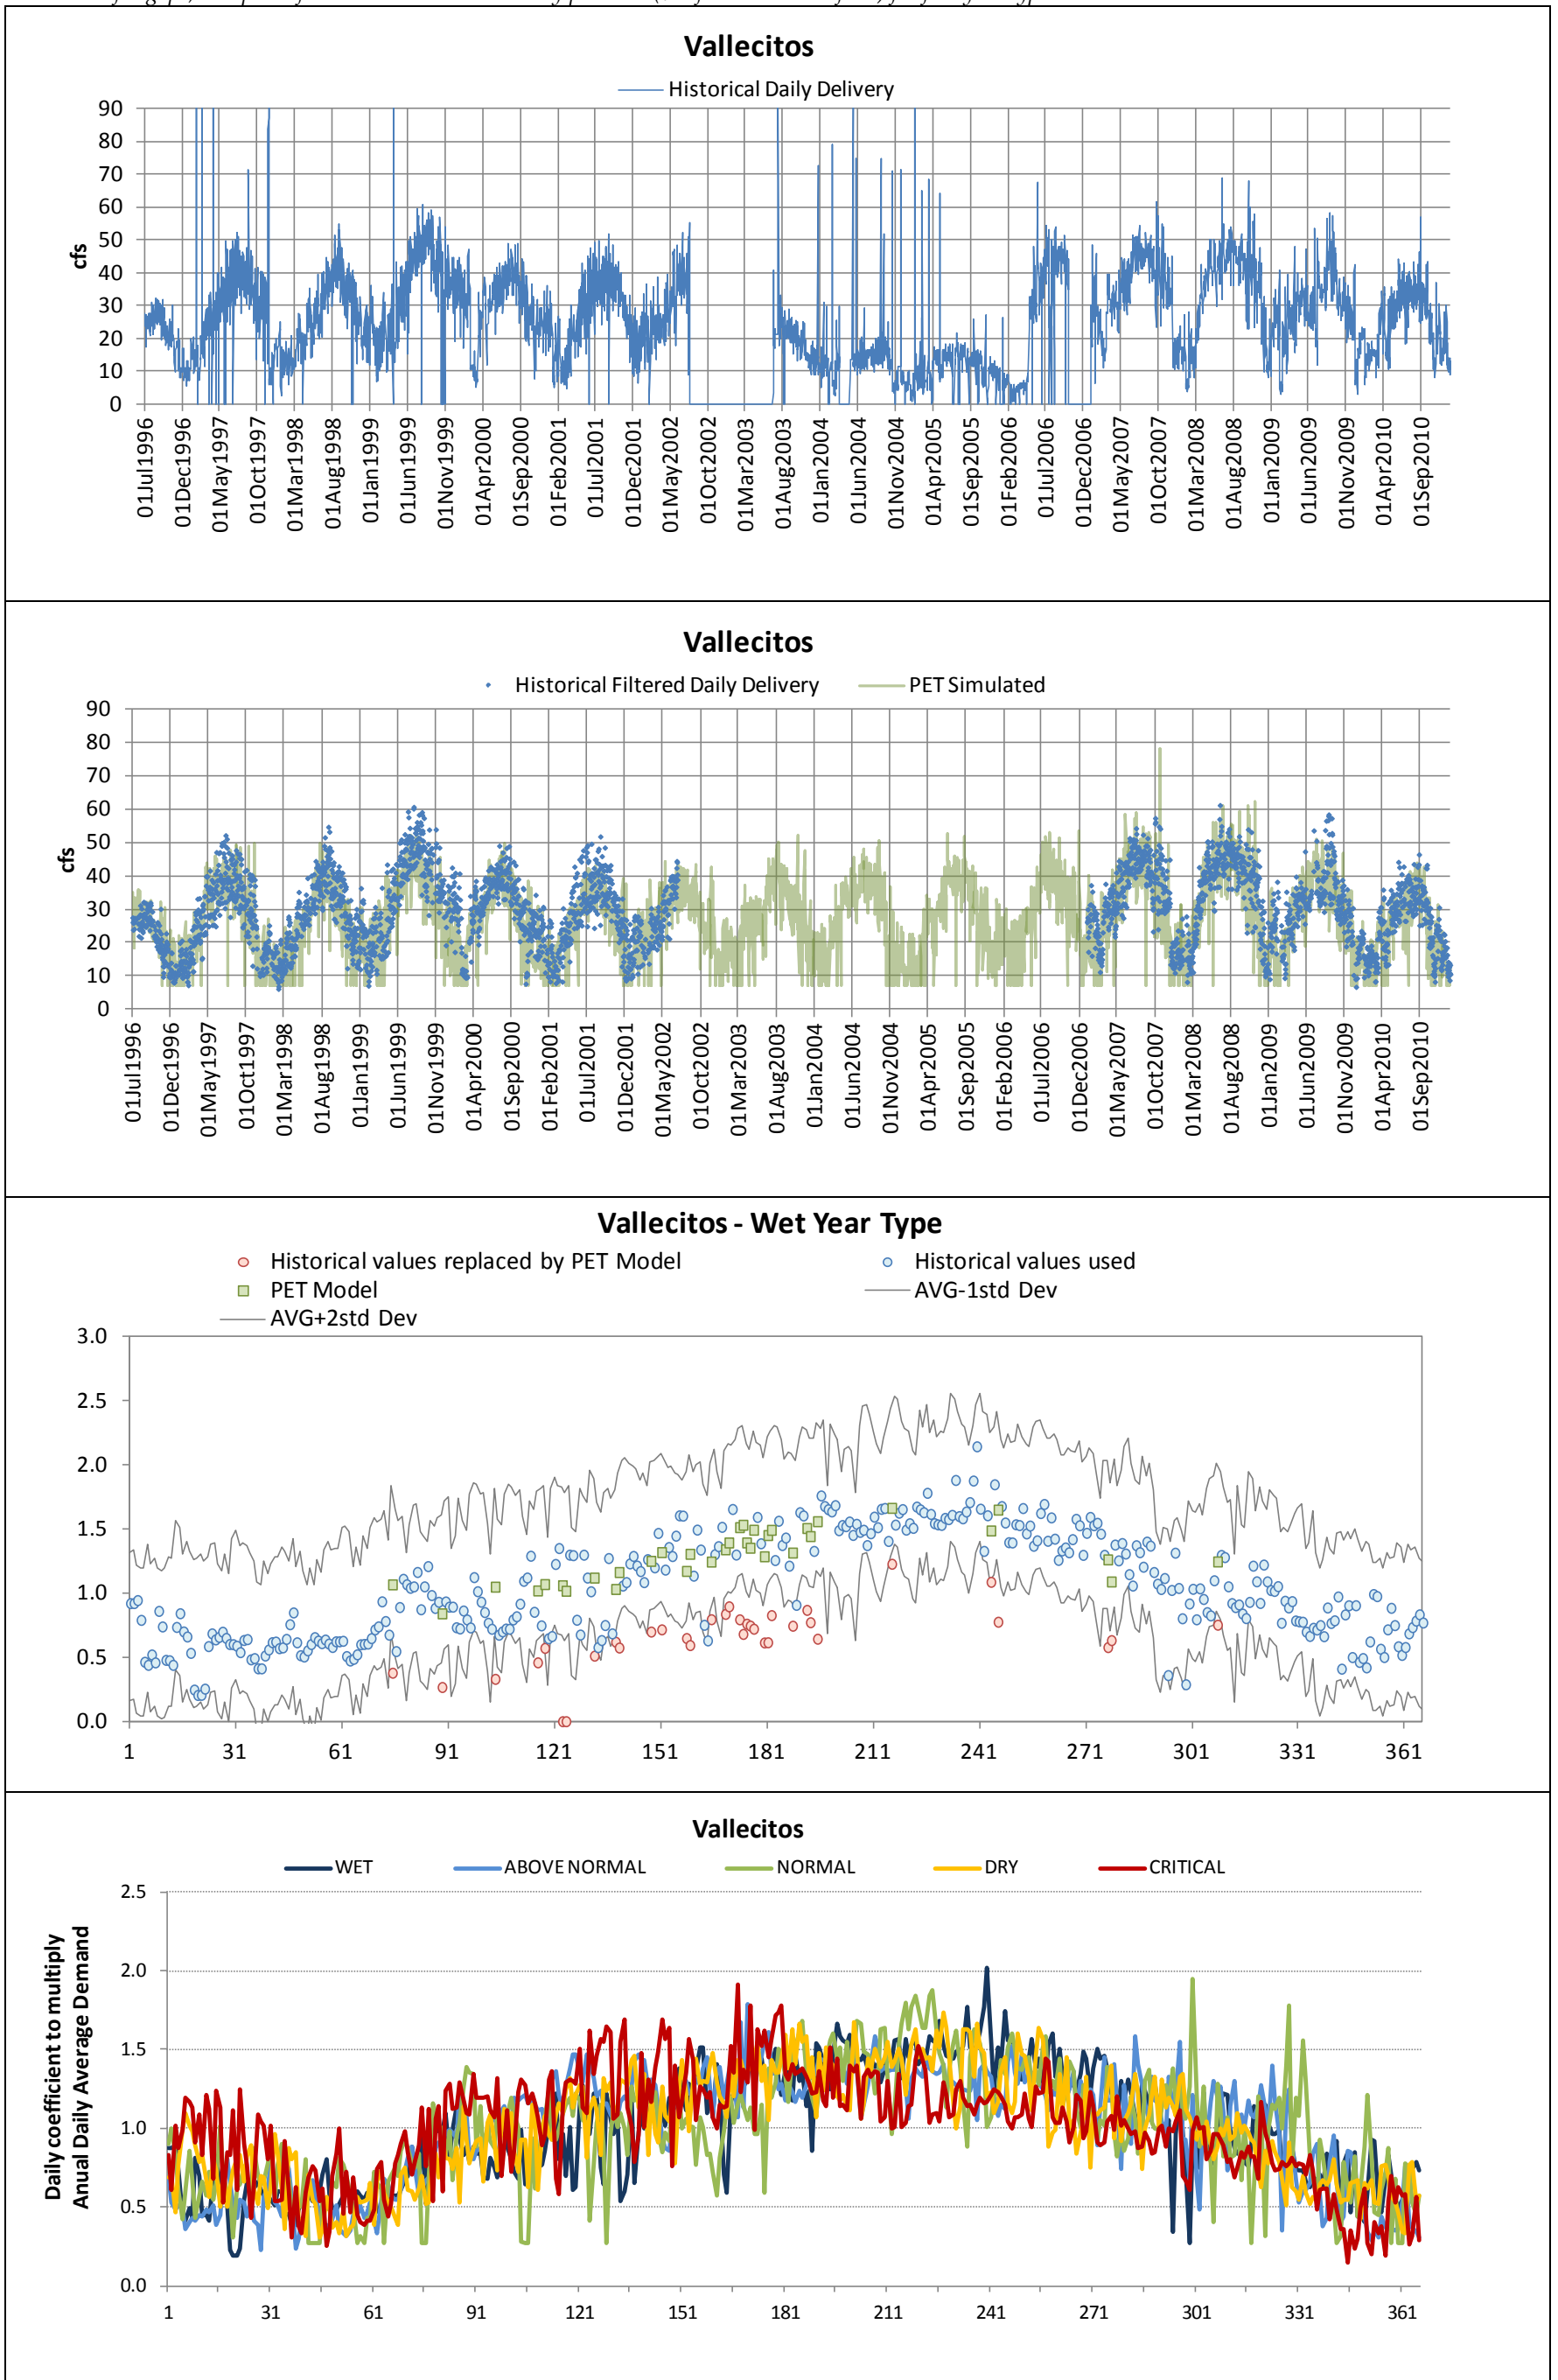 Vallecitos
Historical Daily Delivery
90
80
70
60
50
40
30
20
10
0
cfs
01Jul1996
01Dec1996
01May1997
01Oct1997
01Mar1998
01Aug1998
01Jan1999
01Jun1999
01Nov1999
01Apr2000
01Sep2000
01Feb2001
01Jul2001
01Dec2001
01May2002
01Oct2002
01Mar2003
01Aug2003
01Jan2004
01Jun2004
01Nov2004
01Apr2005
01Sep2005
01Feb2006
01Jul2006
01Dec2006
01May2007
01Oct2007
01Mar2008
01Aug2008
01Jan2009
01Jun2009
01Nov2009
01Apr2010
01Sep2010
Vallecitos
Historical Filtered Daily Delivery PET Simulated
90
80
70
60
50
40
30
20
10
0
cfs
01Jul1996
01Dec1996
01May1997
01Oct1997
01Mar1998
01Aug1998
01Jan1999
01Jun1999
01Nov1999
01Apr2000
01Sep2000
01Feb2001
01Jul2001
01Dec2001
01May2002
01Oct2002
01Mar2003
01Aug2003
01Jan2004
01Jun2004
01Nov2004
01Apr2005
01Sep2005
01Feb2006
01Jul2006
01Dec2006
01May2007
01Oct2007
01Mar2008
01Aug2008
01Jan2009
01Jun2009
01Nov2009
01Apr2010
01Sep2010
Vallecitos - Wet Year Type
Historical values replaced by PET Model Historical values used
PET Model AVG-1std Dev
AVG+2std Dev
3.0
2.5
2.0
1.5
1.0
0.5
0.0
1 31 61 91 121 151 181 211 241 271 301 331 361
Vallecitos
WET ABOVE NORMAL NORMAL DRY CRITICAL
Daily coefficient to multiply
Anual Daily Average Demand
2.5
2.0
1.5
1.0
0.5
0.0
1 31 61 91 121 151 181 211 241 271 301 331 361